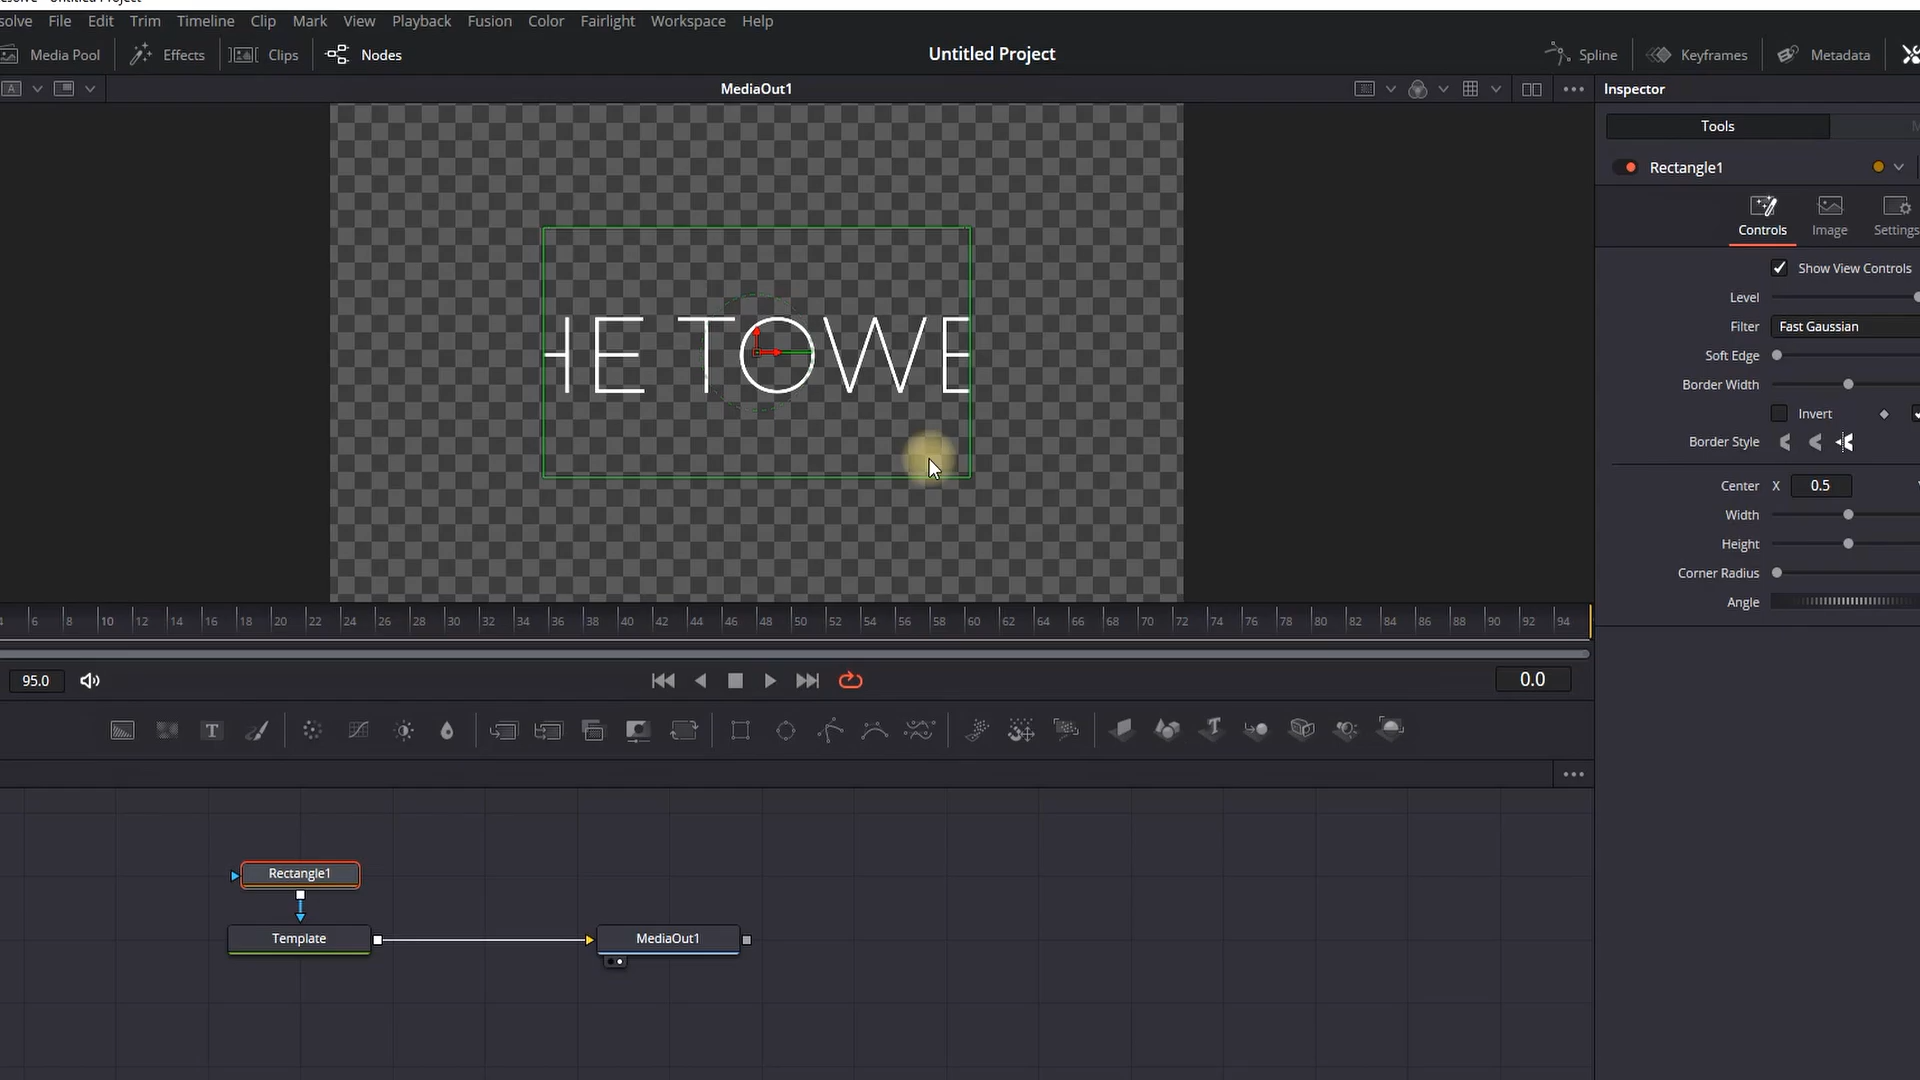 solve File Edit Trim Timeline Clip Mark View Playback Fusion Color Fairlight Workspace Help
Media Pool Effects Clips Nodes Untitled Project Spline Keyframes Metadata
A MediaOut1 Inspector
Tools
Rectangle1
Controls Image Settings
Show View Controls
Level
Filter Fast Gaussian
Soft Edge
Border Width
Invert
Border Style
Center X 0.5
Width
Height
Corner Radius
Angle
HE TOWE
4 6 8 10 12 14 16 18 20 22 24 26 28 30 32 34 36 38 40 42 44 46 48 50 52 54 56 58 60 62 64 66 68 70 72 74 76 78 80 82 84 86 88 90 92 94
95.0 0.0
T T
Rectangle1
Template MediaOut1